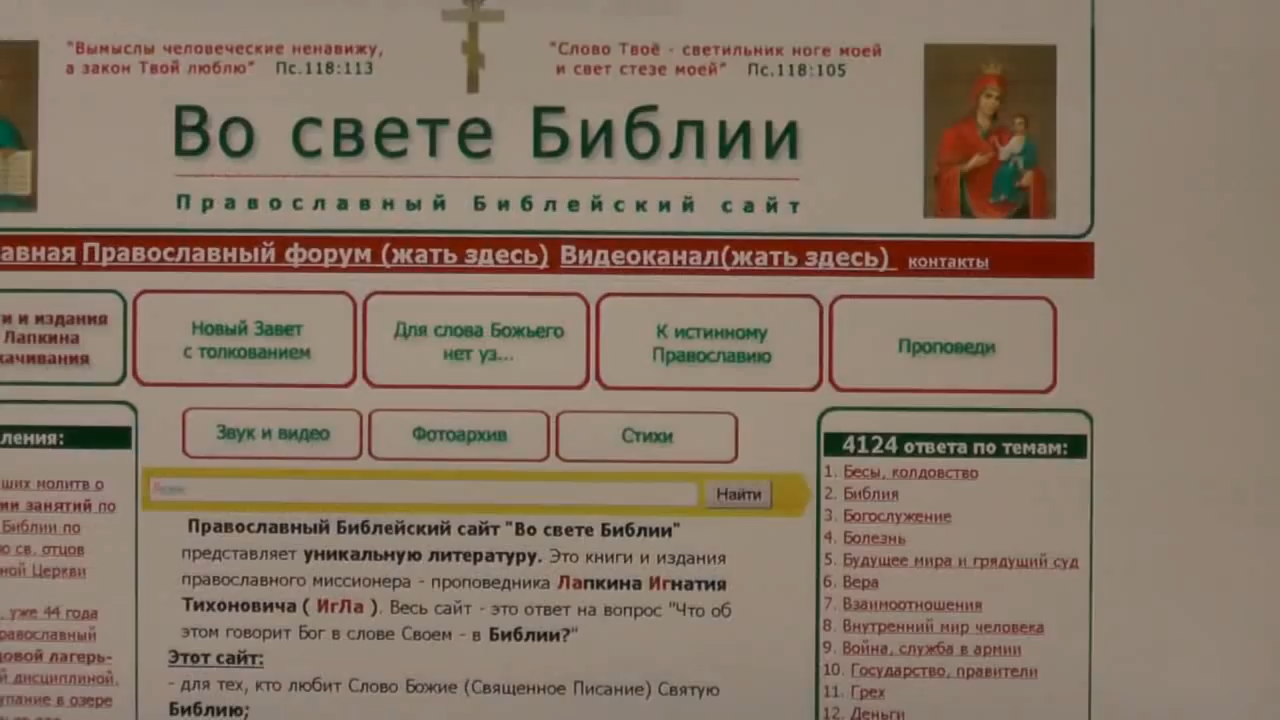 "Вымыслы человеческие ненавижу,
а закон Твой люблю" Пс.118:113
"Слово Твоё - светильник ноге моей
и свет стезе моей" Пс.118:105
Во свете Библии
Православный Библейский сайт
авная Православный форум (жать здесь) Видеоканал(жать здесь) контакты
и и издания
Лапкина
качивания
Новый Завет
с толкованием
Для слова Божьего
нет уз...
К истинному
Православию
Проповеди
Звук и видео
Фотоархив
Стихи
Найти
ления:
ших молитв о
ии занятий по
Библии по
ю св. отцов
ной Церкви
, уже 44 года
равославный
довой лагерь-
й дисциплиной,
упание в озере
Православный Библейский сайт "Во свете Библии"
представляет уникальную литературу. Это книги и издания
православного миссионера - проповедника Лапкина Игнатия
Тихоновича ( ИгЛа ). Весь сайт - это ответ на вопрос "Что об
этом говорит Бог в слове Своем - в Библии?"
Этот сайт:
- для тех, кто любит Слово Божие (Священное Писание) Святую
Библию;
4124 ответа по темам:
1. Бесы, колдовство
2. Библия
3. Богослужение
4. Болезнь
5. Будущее мира и грядущий суд
6. Вера
7. Взаимоотношения
8. Внутренний мир человека
9. Война, служба в армии
10. Государство, правители
11. Грех
12. Деньги